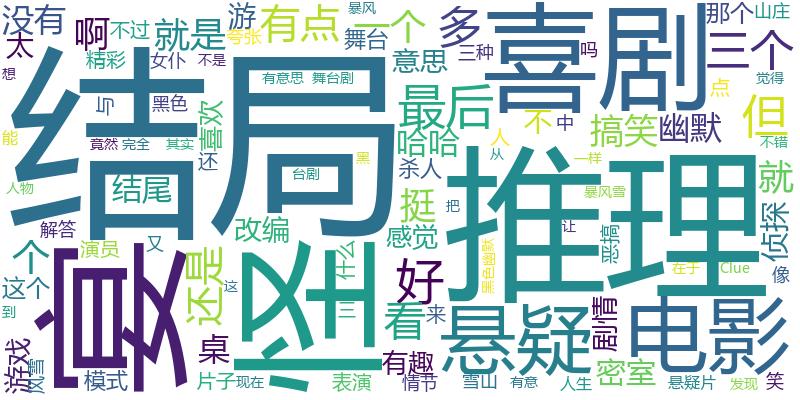 没有
太
啊
不过
就是
游
夸张
暴风
有点
舞台
一个
多
意思
喜剧
三种
吗
那个
山庄
三个
想
精彩
女仆
不是
有意思
舞台剧
觉得
点
结局
与
黑色
喜欢
最后
不
中
搞笑
幽默
但
能
竟然
完全
其实
还
哈哈
人
不错
人物
结尾
台剧
黑
杀人
从
推理
一样
就
挺
把
暴风雪
解答
改编
感觉
让
侦探
个
演员
又
宴
怪
什么
黑色幽默
恶搞
这个
还是
这
好
在于
Clue
像
到
三
看
来
悬疑
剧情
电影
游戏
风雪
模式
桌
片子
现在
表演
有趣
情节
雪山
有意
人生
密室
悬疑片
发现
笑